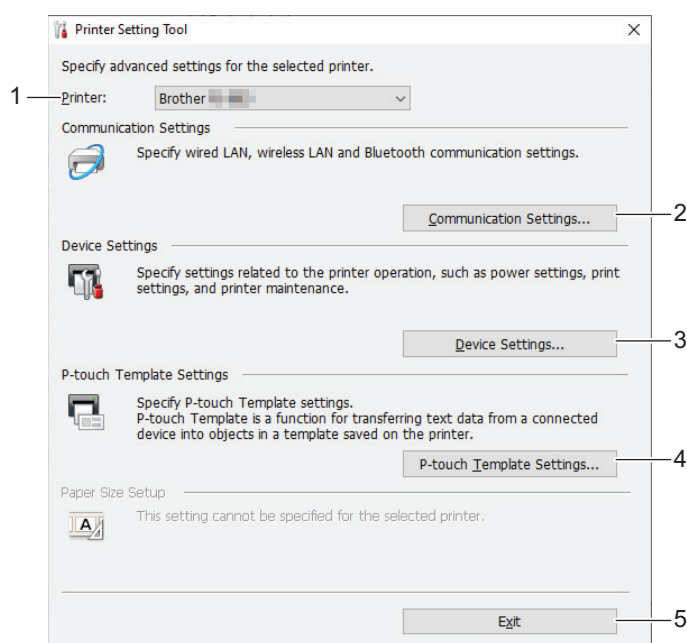 Printer Setting Tool
Specify advanced settings for the selected printer.
1 Printer: Brother
Communication Settings
Specify wired LAN, wireless LAN and Bluetooth communication settings.
Communication Settings... 2
Device Settings
Specify settings related to the printer operation, such as power settings, print
settings, and printer maintenance.
Device Settings... 3
P-touch Template Settings
Specify P-touch Template settings.
P-touch Template is a function for transferring text data from a connected
device into objects in a template saved on the printer.
P-touch Template Settings... 4
Paper Size Setup
A
This setting cannot be specified for the selected printer.
Exit 5